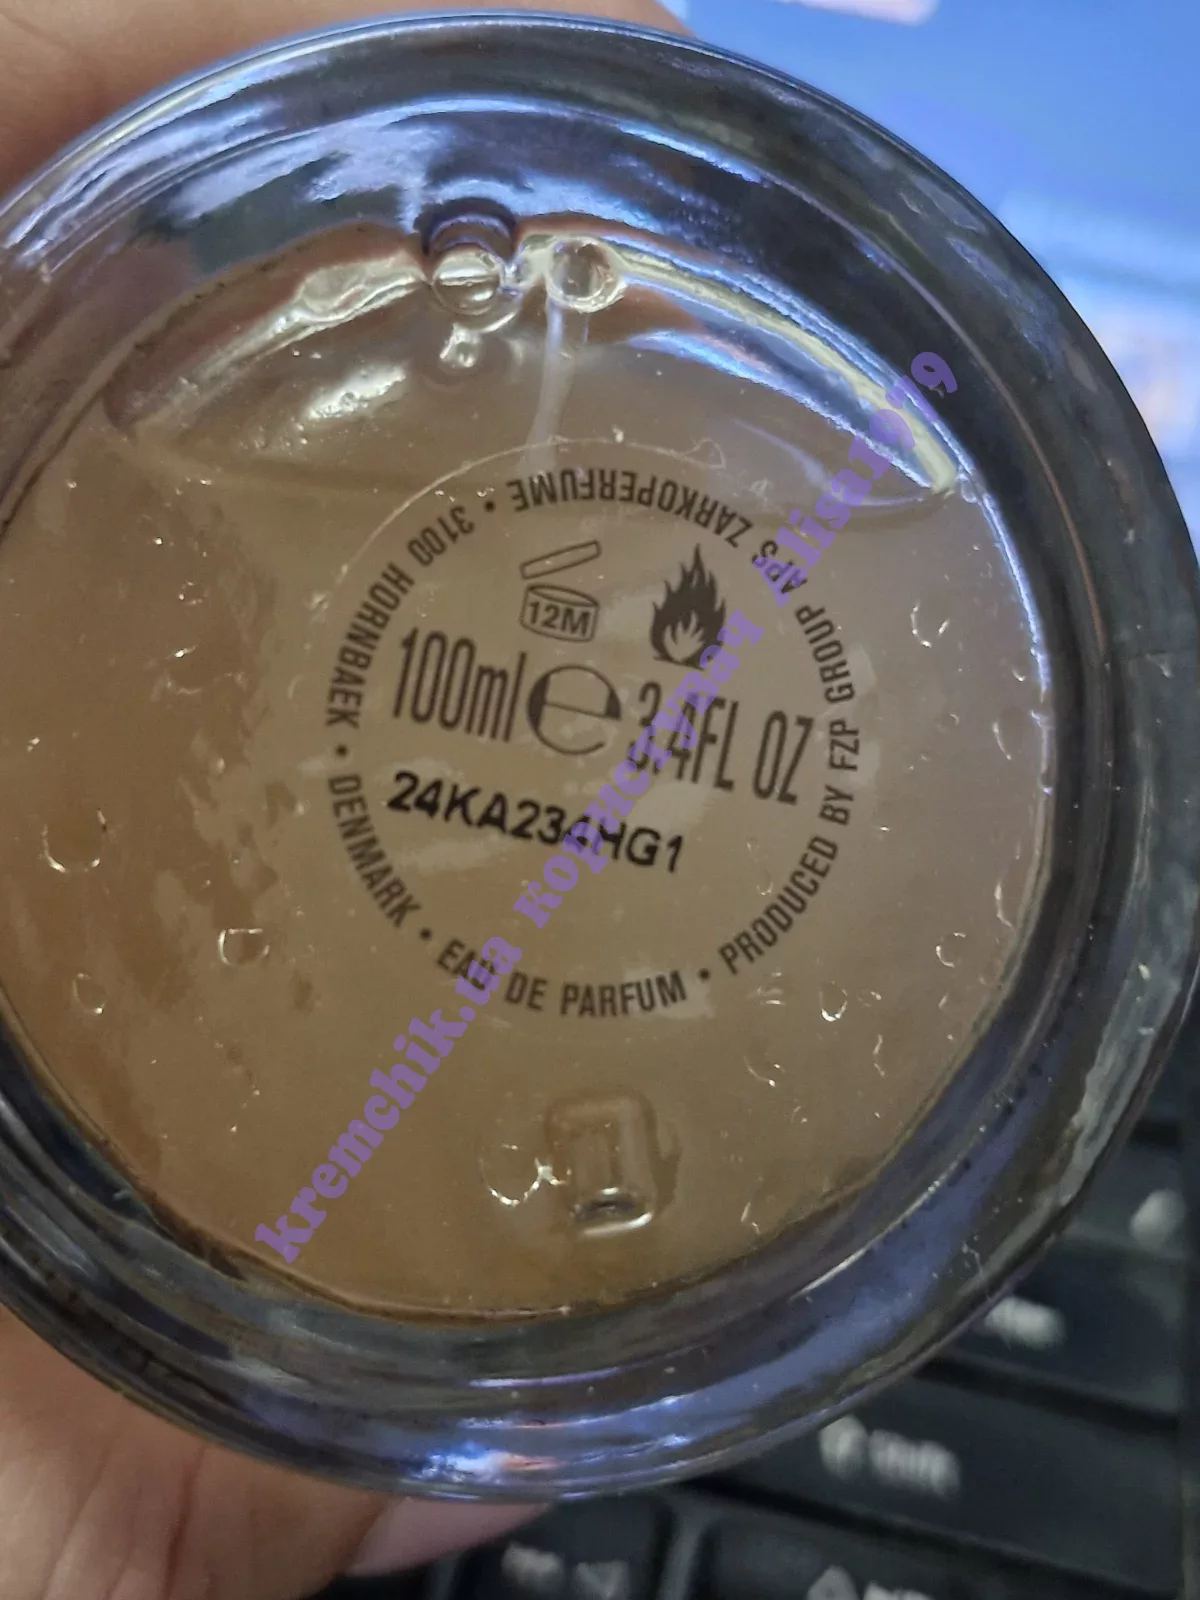 12M
100ml e 3.4FL OZ
24KA234HG1
EAU DE PARFUM • PRODUCED BY FZP GROUP APS ZARKOPERFUME • 3100 HORNBAEK • DENMARK •
kremchik.ua Користувач Alisa1979